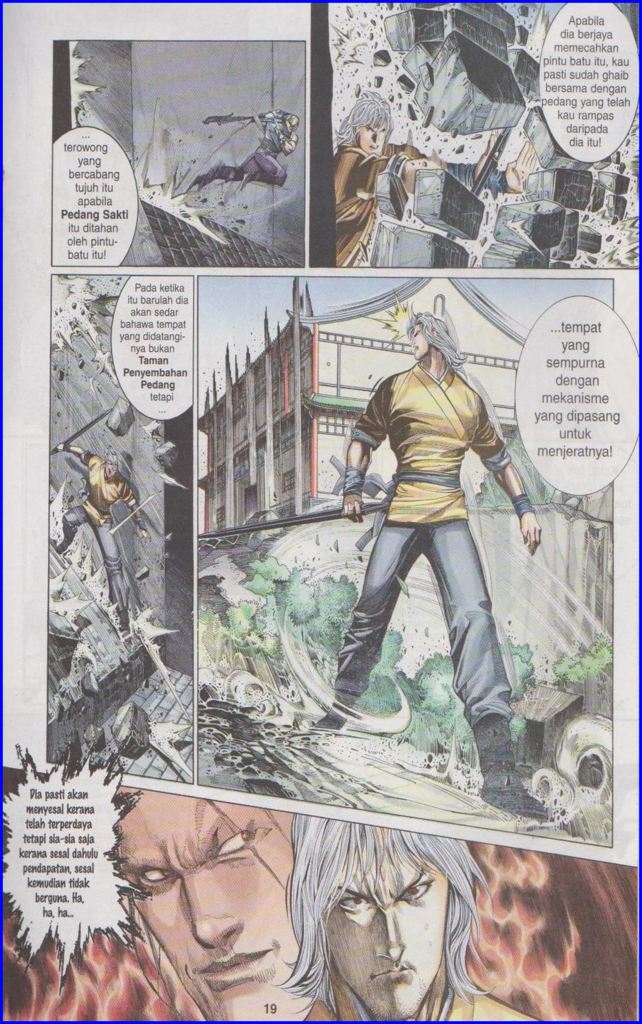 ...
terowong
yang
bercabang
tujuh itu
apabila
Pedang Sakti
itu ditahan
oleh pintu-
batu itu!
Apabila
dia berjaya
memecahkan
pintu batu itu, kau
pasti sudah ghaib
bersama dengan
pedang yang telah
kau rampas
daripada
dia itu!
Pada ketika
itu barulah dia
akan sedar
bahawa tempat
yang didatangi-
nya bukan
Taman
Penyembahan
Pedang
tetapi
...
...tempat
yang
sempurna
dengan
mekanisme
yang dipasang
untuk
menjeratnya!
Dia pasti akan
menyesal kerana
telah terperdaya
tetapi sia-sia saja
kerana sesal dahulu
pendapatan, sesal
kemudian tidak
berguna. Ha,
ha, ha...
19